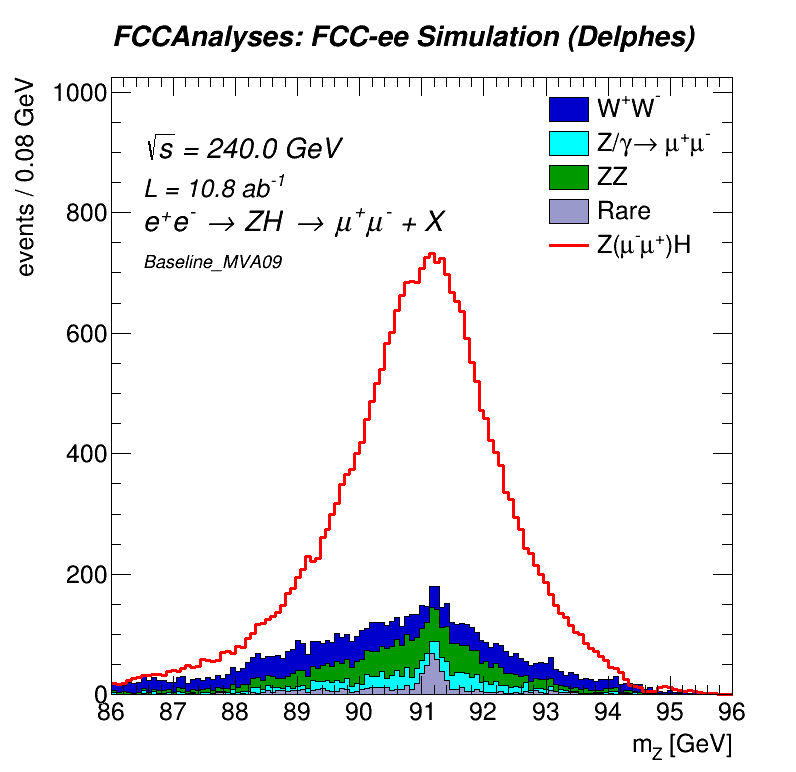 FCCAnalyses: FCC-ee Simulation (Delphes)
events / 0.08 GeV
1000
800
600
400
200
0
√s = 240.0 GeV
L = 10.8 ab⁻¹
e⁺e⁻ → ZH → μ⁺μ⁻ + X
Baseline_MVA09
W⁺W⁻
Z/γ→ μ⁺μ⁻
ZZ
Rare
Z(μ⁻μ⁺)H
86 87 88 89 90 91 92 93 94 95 96
m_Z [GeV]